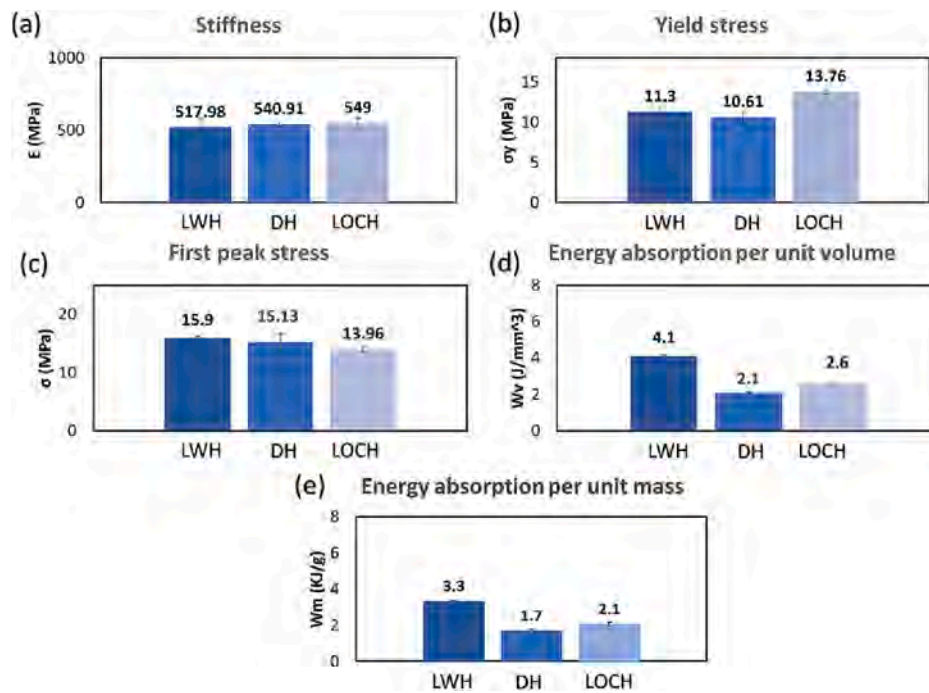 (a) Stiffness
E (MPa)
1000
500
0
517.98 540.91 549
LWH DH LOCH
(b) Yield stress
σy (MPa)
15
10
5
0
11.3 10.61 13.76
LWH DH LOCH
(c) First peak stress
σ (MPa)
20
10
0
15.9 15.13 13.96
LWH DH LOCH
(d) Energy absorption per unit volume
Wv (J/mm^3)
8
6
4
2
0
4.1 2.1 2.6
LWH DH LOCH
(e) Energy absorption per unit mass
Wm (KJ/g)
8
6
4
2
0
3.3 1.7 2.1
LWH DH LOCH